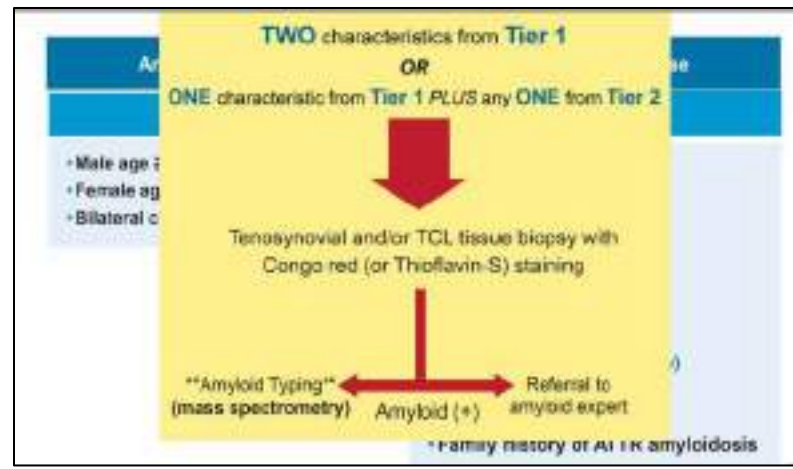 TWO characteristics from Tier 1
OR
ONE characteristic from Tier 1 PLUS any ONE from Tier 2
•Male age
•Female ag
•Bilateral c
Tenosynovial and/or TCL tissue biopsy with
Congo red (or Thioflavin-S) staining
**Amyloid Typing**
(mass spectrometry)
Amyloid (+)
Referral to
amyloid expert
•Family history of ATTR amyloidosis